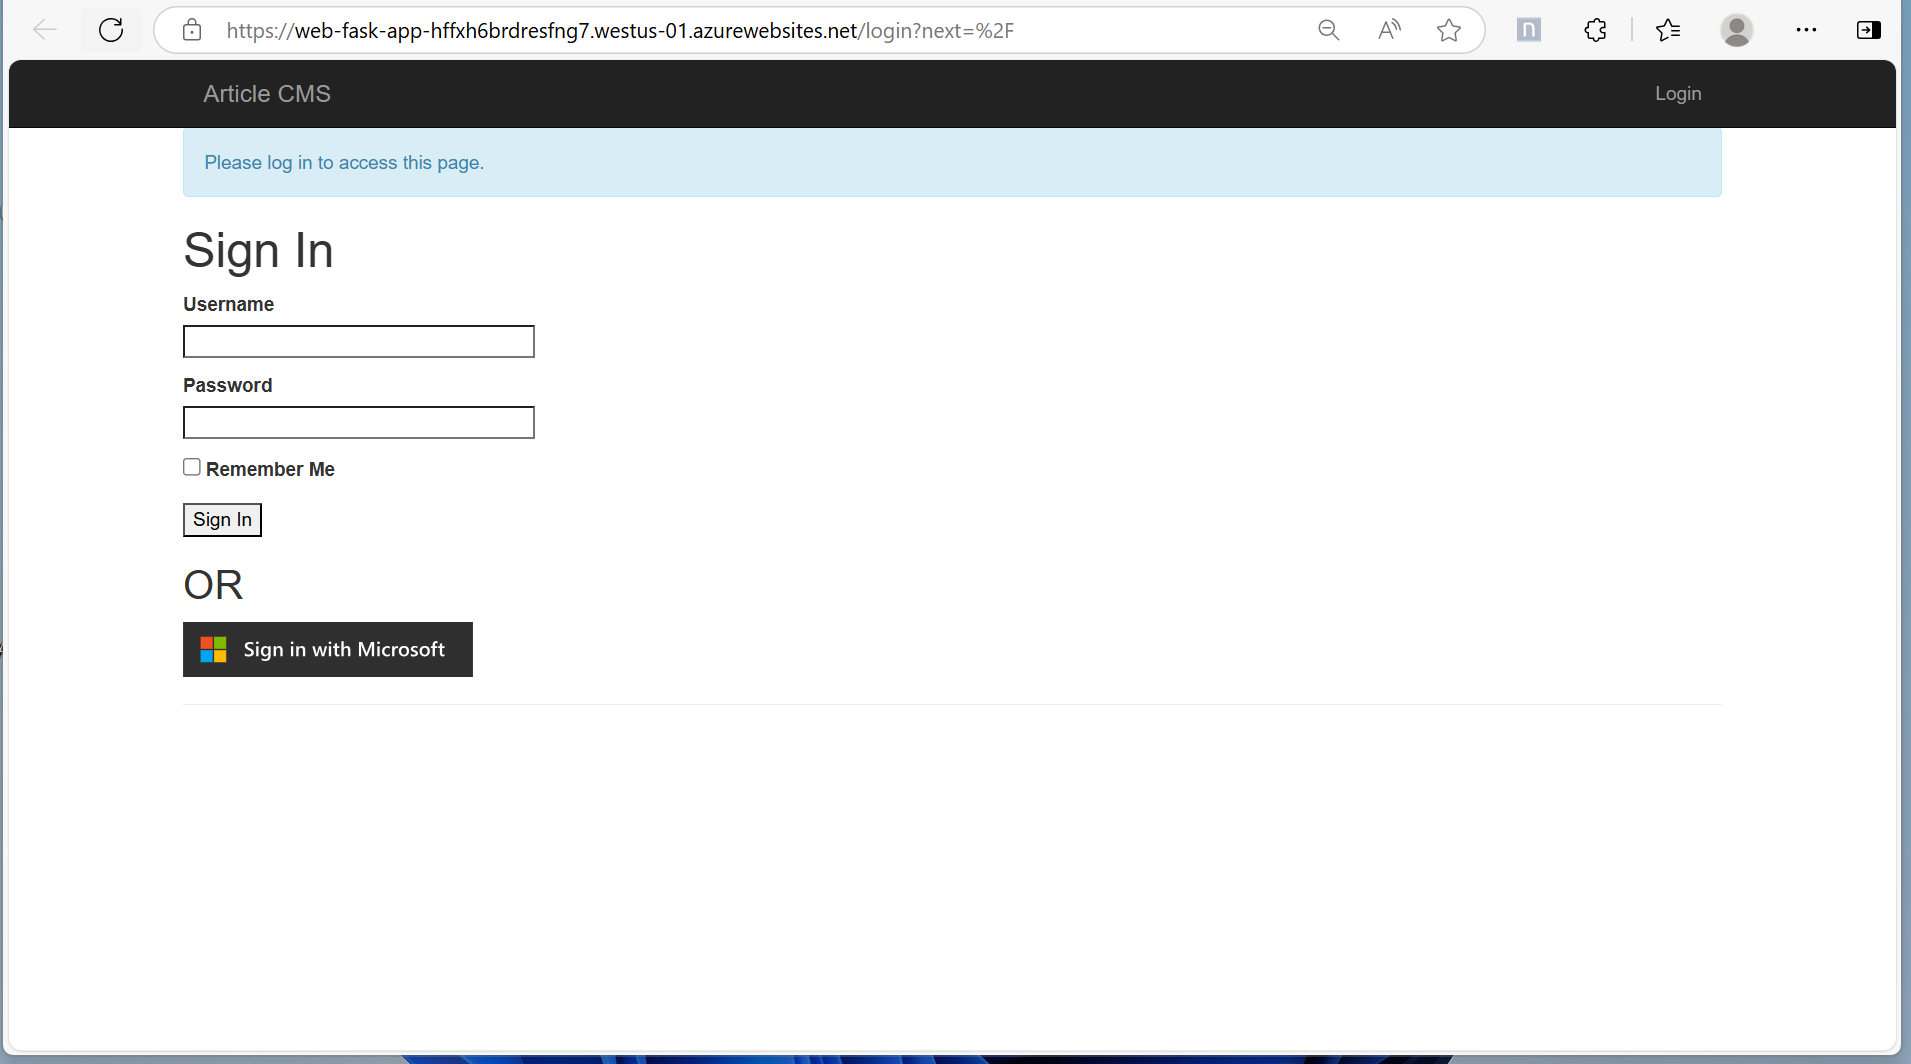 https://web-fask-app-hffxh6brdresfng7.westus-01.azurewebsites.net/login?next=%2F
Article CMS
Login
Please log in to access this page.
Sign In
Username
Password
Remember Me
Sign In
OR
Sign in with Microsoft